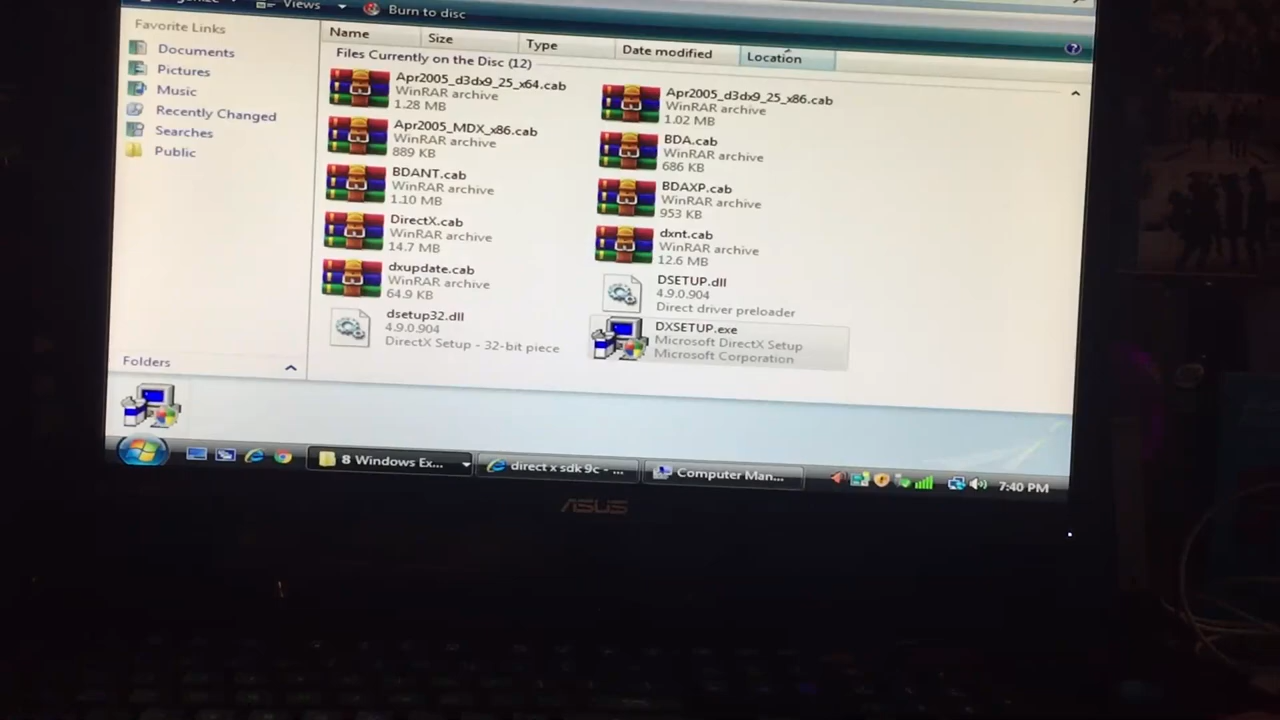 Views
Burn to disc
Favorite Links
Documents
Pictures
Music
Recently Changed
Searches
Public
Folders
Name Size Type Date modified Location
Files Currently on the Disc (12)
Apr2005_d3dx9_25_x64.cab
WinRAR archive
1.28 MB
Apr2005_d3dx9_25_x86.cab
WinRAR archive
1.02 MB
Apr2005_MDX_x86.cab
WinRAR archive
889 KB
BDA.cab
WinRAR archive
686 KB
BDANT.cab
WinRAR archive
1.10 MB
BDAXP.cab
WinRAR archive
953 KB
DirectX.cab
WinRAR archive
14.7 MB
dxnt.cab
WinRAR archive
12.6 MB
dxupdate.cab
WinRAR archive
64.9 KB
DSETUP.dll
4.9.0.904
Direct driver preloader
dsetup32.dll
4.9.0.904
DirectX Setup - 32-bit piece
DXSETUP.exe
Microsoft DirectX Setup
Microsoft Corporation
8 Windows Ex...
direct x sdk 9c - ...
Computer Man...
7:40 PM
ASUS